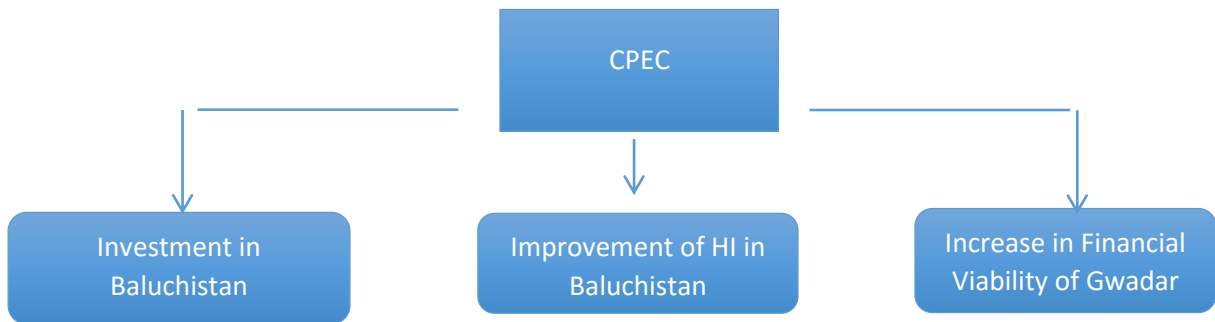 CPEC
Investment in
Baluchistan
Improvement of HI in
Baluchistan
Increase in Financial
Viability of Gwadar